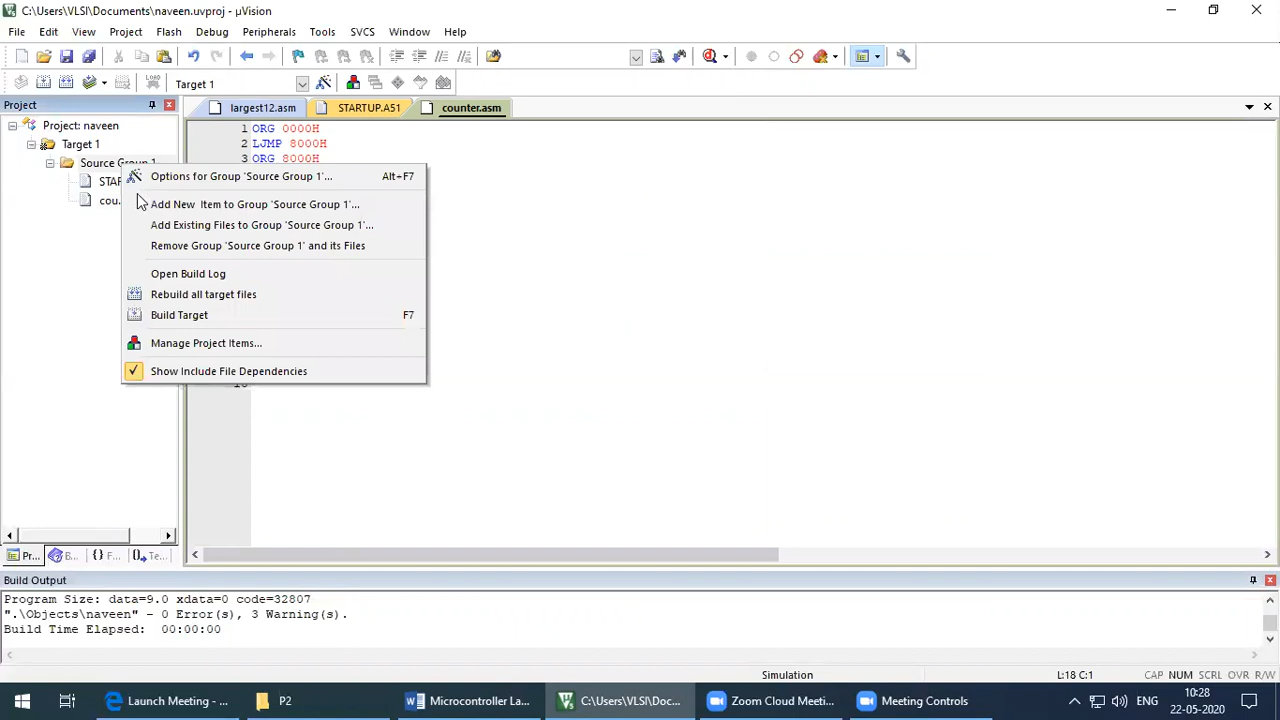 C:\Users\VLSI\Documents\naveen.uvproj - µVision
File Edit View Project Flash Debug Peripherals Tools SVCS Window Help
Target 1
Project
largest12.asm STARTUP.A51 counter.asm
Project: naveen
Target 1
Source Group 1
1 ORG 0000H
2 LJMP 8000H
3 ORG 8000H
Options for Group 'Source Group 1'... Alt+F7
Add New Item to Group 'Source Group 1'...
Add Existing Files to Group 'Source Group 1'...
Remove Group 'Source Group 1' and its Files
Open Build Log
Rebuild all target files
Build Target F7
Manage Project Items...
Show Include File Dependencies
STAR
cou.
Pr... B... {} F... Te...
Build Output
Program Size: data=9.0 xdata=0 code=32807
".\Objects\naveen" - 0 Error(s), 3 Warning(s).
Build Time Elapsed: 00:00:00
Simulation L:18 C:1 CAP NUM SCRL OVR R/W
Launch Meeting - ... P2 Microcontroller La... C:\Users\VLSI\Doc... Zoom Cloud Meeti... Meeting Controls ENG 10:28
22-05-2020